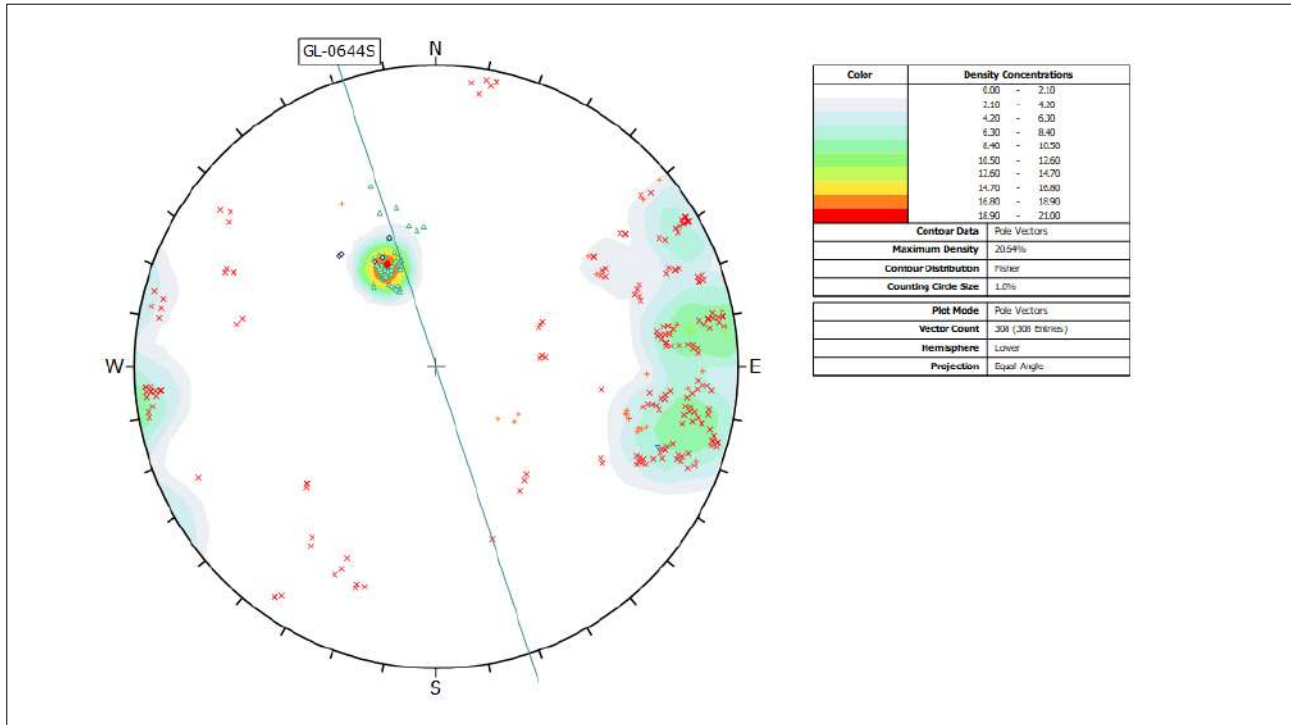 GL-0644S
N
W
E
S
Color Density Concentrations
0.00 - 2.10
2.10 - 4.20
4.20 - 6.30
6.30 - 8.40
8.40 - 10.50
10.50 - 12.60
12.60 - 14.70
14.70 - 16.80
16.80 - 18.90
18.90 - 21.00
Contour Data Pole Vectors
Maximum Density 20.54%
Contour Distribution Fisher
Counting Circle Size 1.0%
Plot Mode Pole Vectors
Vector Count 308 (308 Entries)
Hemisphere Lower
Projection Equal Angle